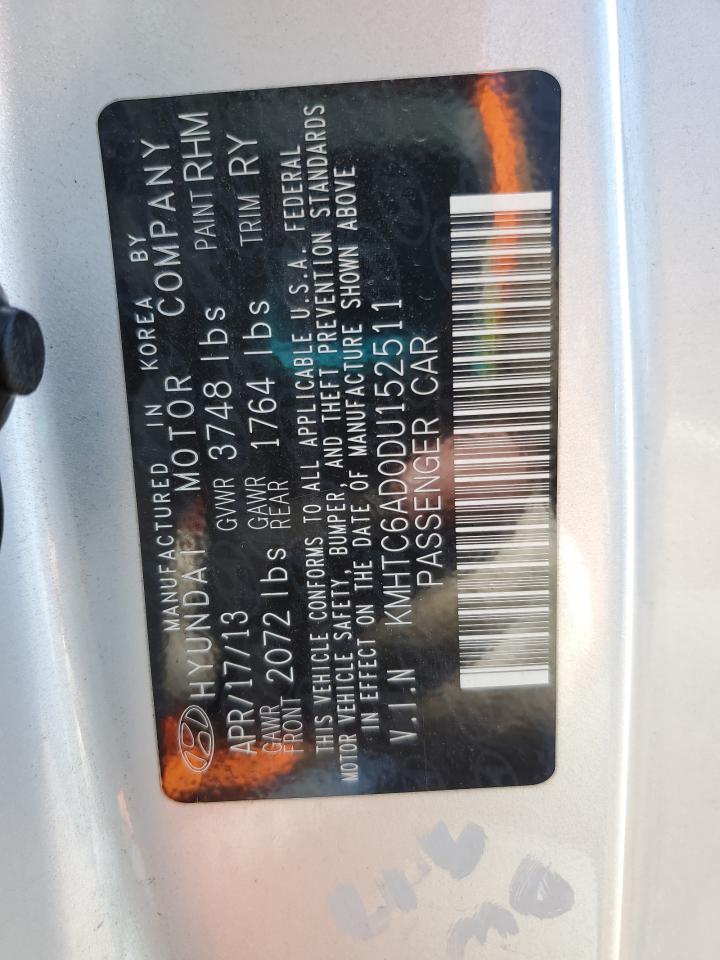 MANUFACTURED IN KOREA BY
HYUNDAI MOTOR COMPANY
APR/17/13 GVWR 3748 lbs PAINT RHM
GAWR FRONT 2072 lbs GAWR REAR 1764 lbs TRIM RY
THIS VEHICLE CONFORMS TO ALL APPLICABLE U.S.A. FEDERAL
MOTOR VEHICLE SAFETY, BUMPER, AND THEFT PREVENTION STANDARDS
IN EFFECT ON THE DATE OF MANUFACTURE SHOWN ABOVE
V.I.N KMHTC6AD0DU152511
PASSENGER CAR